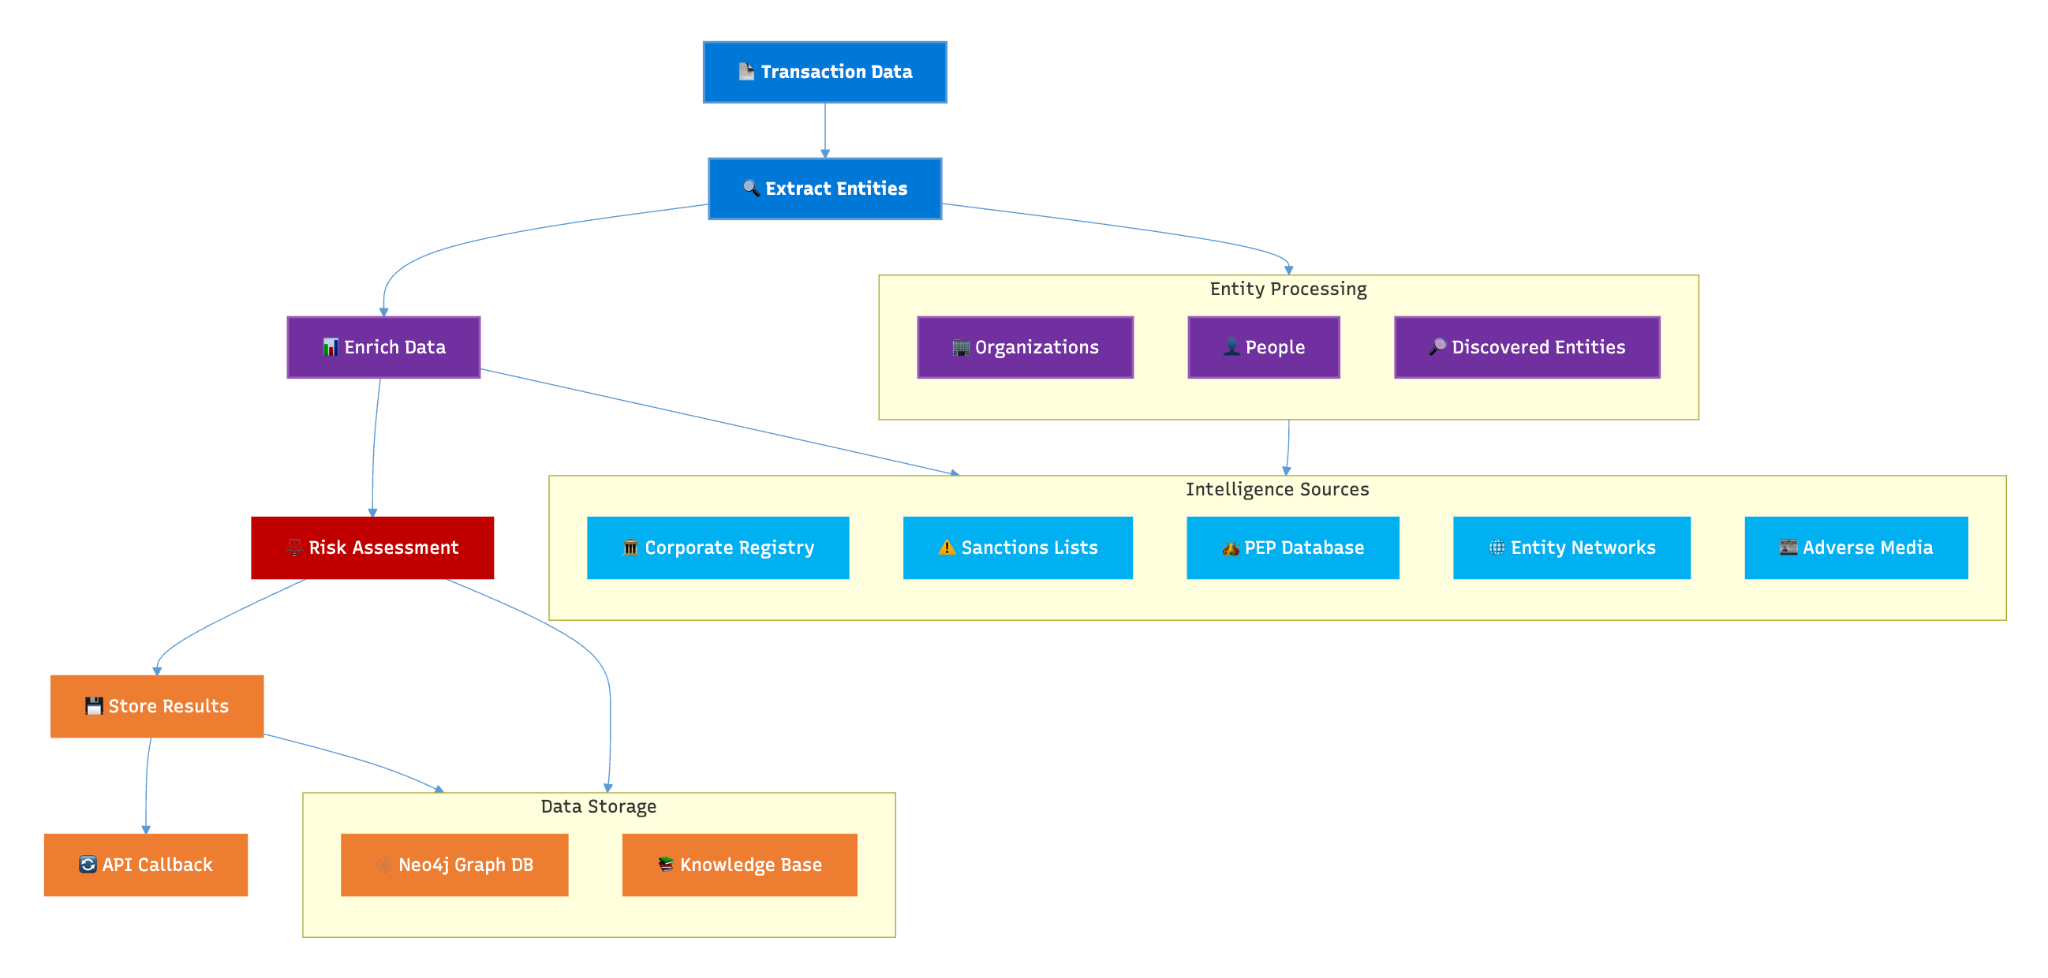 Transaction Data
Extract Entities
Entity Processing
Enrich Data
Organizations
People
Discovered Entities
Intelligence Sources
Risk Assessment
Corporate Registry
Sanctions Lists
PEP Database
Entity Networks
Adverse Media
Store Results
Data Storage
API Callback
Neo4j Graph DB
Knowledge Base